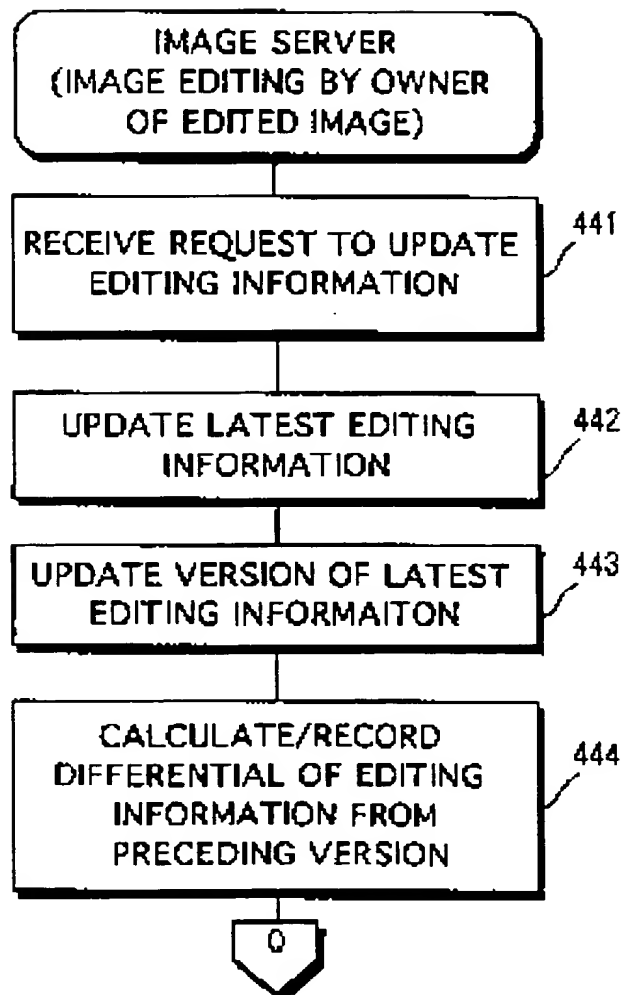 IMAGE SERVER
(IMAGE EDITING BY OWNER
OF EDITED IMAGE)
RECEIVE REQUEST TO UPDATE
EDITING INFORMATION
441
UPDATE LATEST EDITING
INFORMATION
442
UPDATE VERSION OF LATEST
EDITING INFORMAITON
443
CALCULATE/RECORD
DIFFERENTIAL OF EDITING
INFORMATION FROM
PRECEDING VERSION
444
O